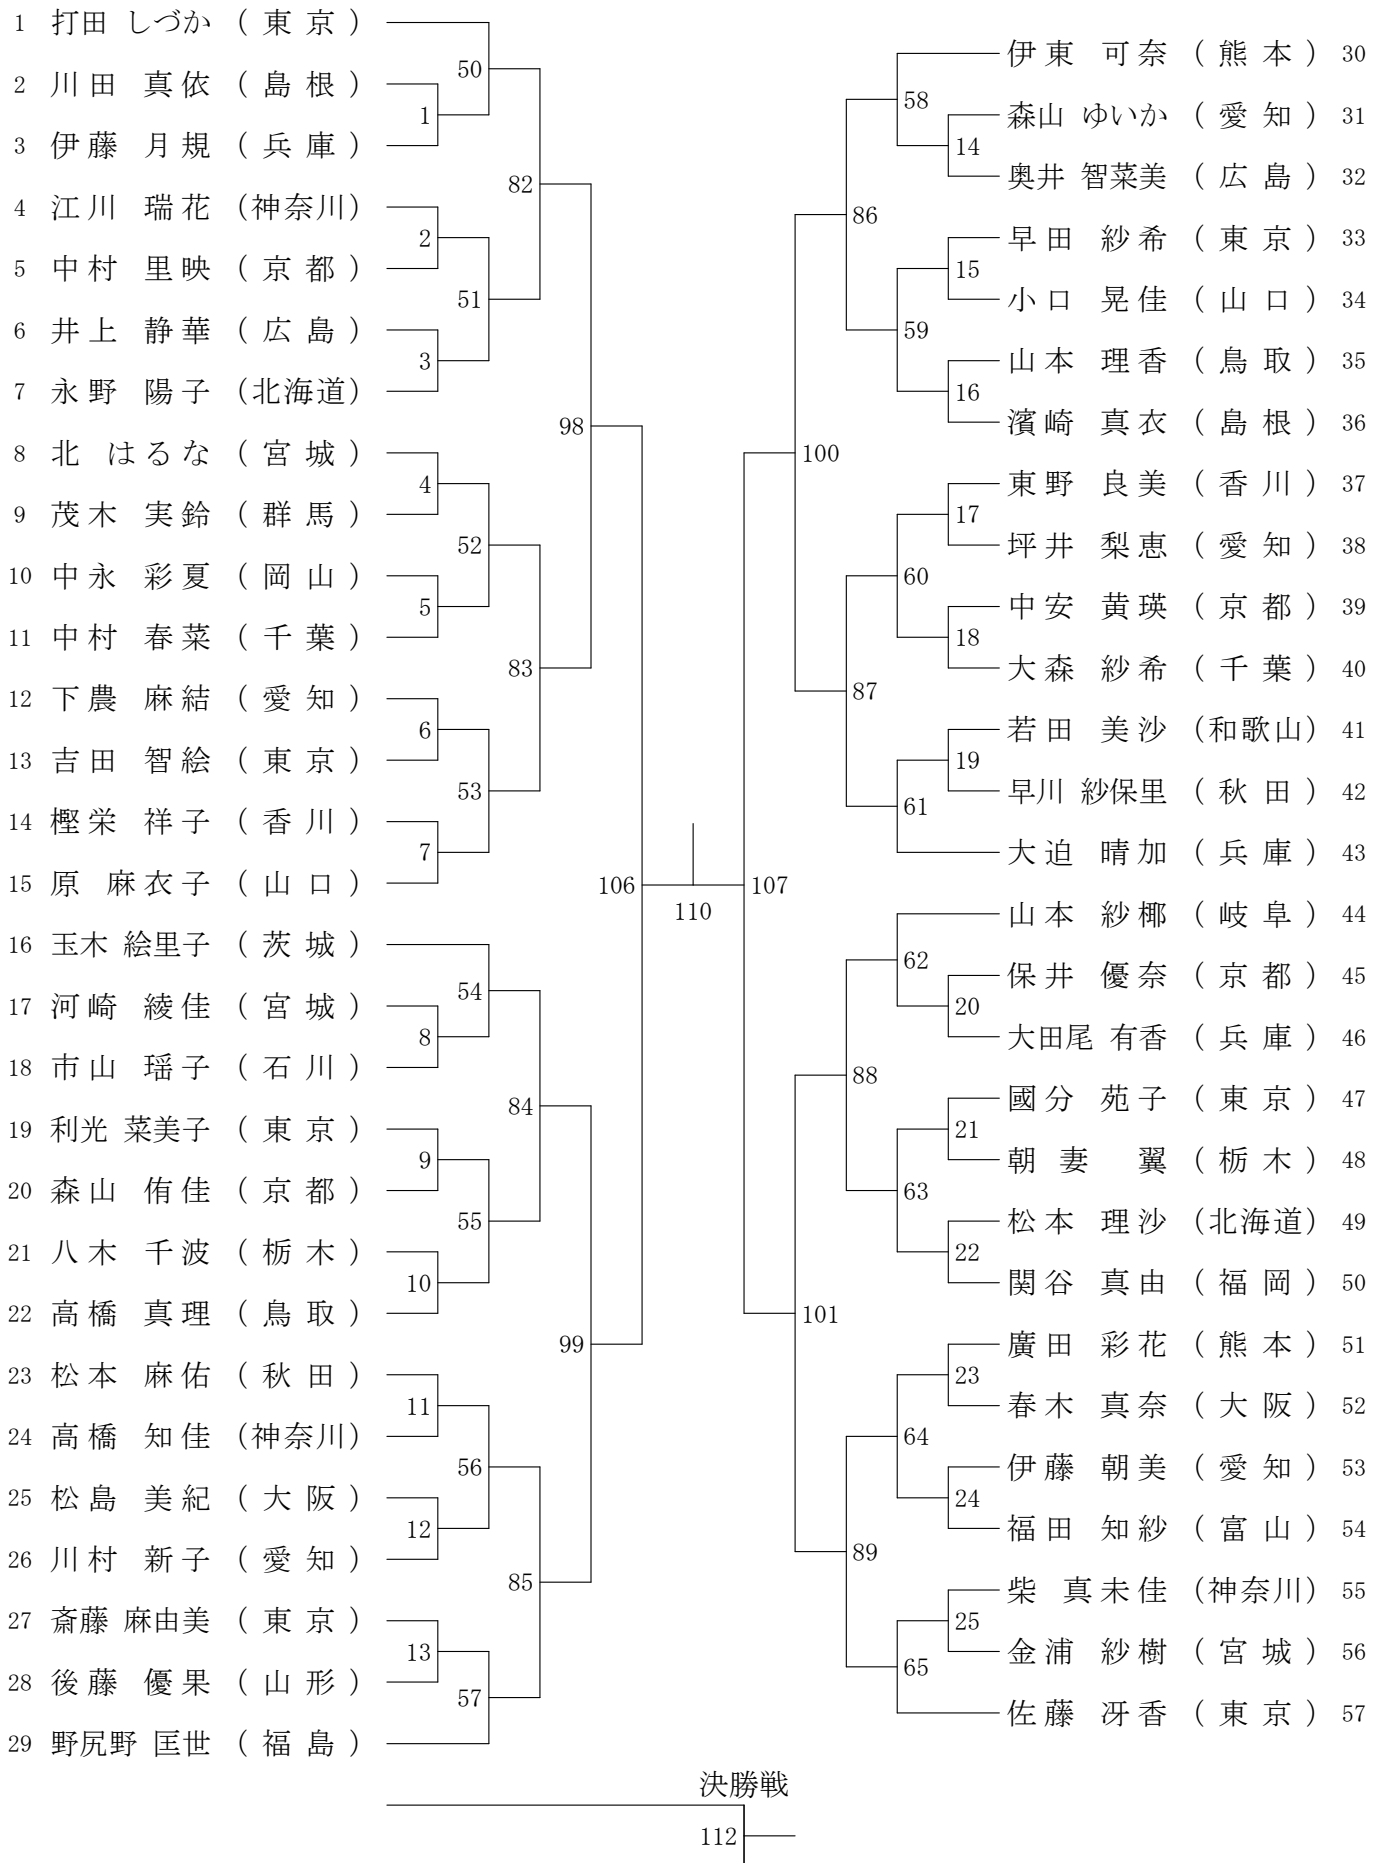 1 打田 しづか ( 東 京 )
2 川田 真依 ( 島根 )
3 伊藤 月規 ( 兵庫 )
4 江川 瑞花 (神奈川)
5 中村 里映 ( 京都 )
6 井上 静華 ( 広島 )
7 永野 陽子 (北海道)
8 北 はるな ( 宮城 )
9 茂木 実鈴 ( 群馬 )
10 中永 彩夏 ( 岡山 )
11 中村 春菜 ( 千葉 )
12 下農 麻結 ( 愛知 )
13 吉田 智絵 ( 東京 )
14 樫栄 祥子 ( 香川 )
15 原 麻衣子 ( 山口 )
16 玉木 絵里子 ( 茨城 )
17 河崎 綾佳 ( 宮城 )
18 市山 瑶子 ( 石川 )
19 利光 菜美子 ( 東京 )
20 森山 侑佳 ( 京都 )
21 八木 千波 ( 栃木 )
22 高橋 真理 ( 鳥取 )
23 松本 麻佑 ( 秋田 )
24 高橋 知佳 (神奈川)
25 松島 美紀 ( 大阪 )
26 川村 新子 ( 愛知 )
27 斎藤 麻由美 ( 東京 )
28 後藤 優果 ( 山形 )
29 野尻野 匡世 ( 福島 )
1
2
3
4
5
6
7
8
9
10
11
12
13
50
51
52
53
54
55
56
57
82
83
84
85
98
99
106
110
107
100
101
86
87
88
89
58
59
60
61
62
63
64
65
14
15
16
17
18
19
20
21
22
23
24
25
伊東 可奈 ( 熊本 ) 30
森山 ゆいか ( 愛知 ) 31
奥井 智菜美 ( 広島 ) 32
早田 紗希 ( 東京 ) 33
小口 晃佳 ( 山口 ) 34
山本 理香 ( 鳥取 ) 35
濱崎 真衣 ( 島根 ) 36
東野 良美 ( 香川 ) 37
坪井 梨恵 ( 愛知 ) 38
中安 黄瑛 ( 京都 ) 39
大森 紗希 ( 千葉 ) 40
若田 美沙 (和歌山) 41
早川 紗保里 ( 秋田 ) 42
大迫 晴加 ( 兵庫 ) 43
山本 紗椰 ( 岐阜 ) 44
保井 優奈 ( 京都 ) 45
大田尾 有香 ( 兵庫 ) 46
國分 苑子 ( 東京 ) 47
朝妻 翼 ( 栃木 ) 48
松本 理沙 (北海道) 49
関谷 真由 ( 福岡 ) 50
廣田 彩花 ( 熊本 ) 51
春木 真奈 ( 大阪 ) 52
伊藤 朝美 ( 愛知 ) 53
福田 知紗 ( 富山 ) 54
柴 真未佳 (神奈川) 55
金浦 紗樹 ( 宮城 ) 56
佐藤 冴香 ( 東京 ) 57
決勝戦
112